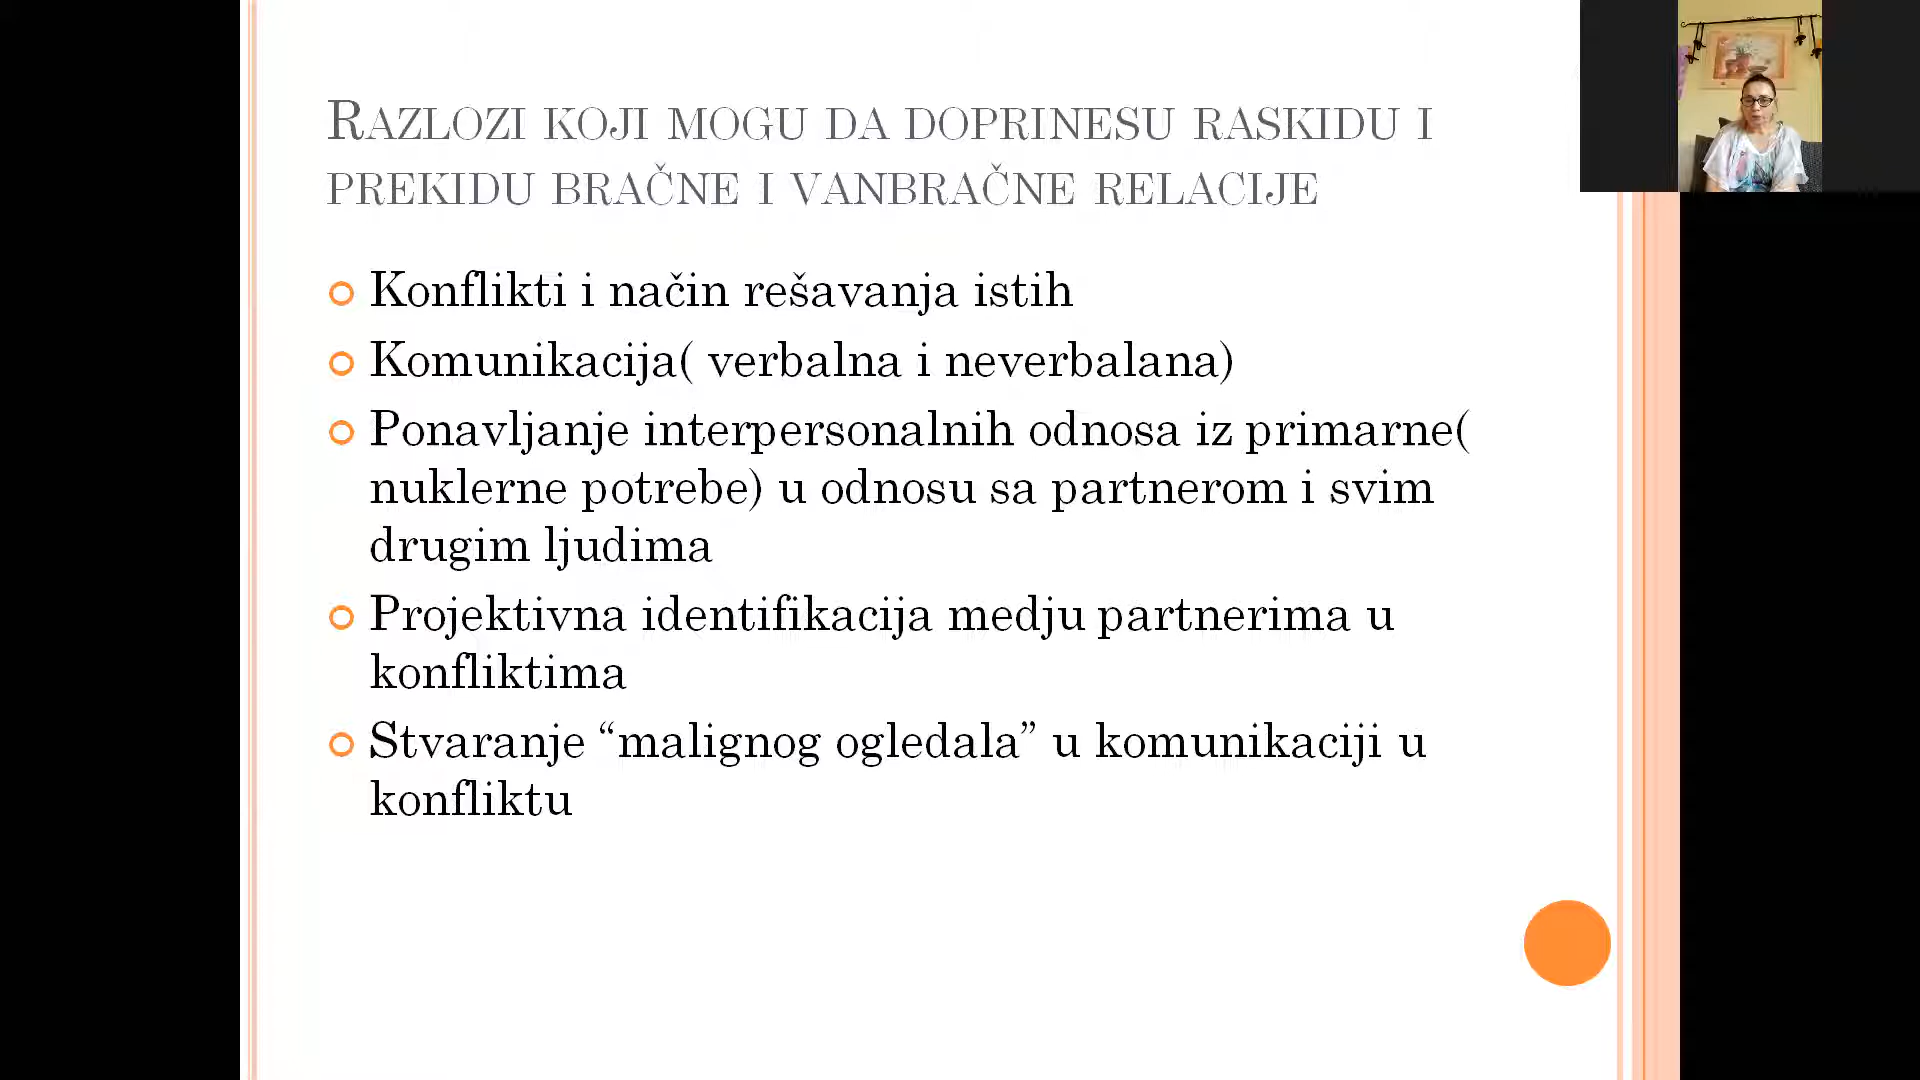 RAZLOZI KOJI MOGU DA DOPRINESU RASKIDU I
PREKIDU BRAČNE I VANBRAČNE RELACIJE
Konflikti i način rešavanja istih
Komunikacija( verbalna i neverbalana)
Ponavljanje interpersonalnih odnosa iz primarne(
nuklerne potrebe) u odnosu sa partnerom i svim
drugim ljudima
Projektivna identifikacija medju partnerima u
konfliktima
Stvaranje “malignog ogledala” u komunikaciji u
konfliktu